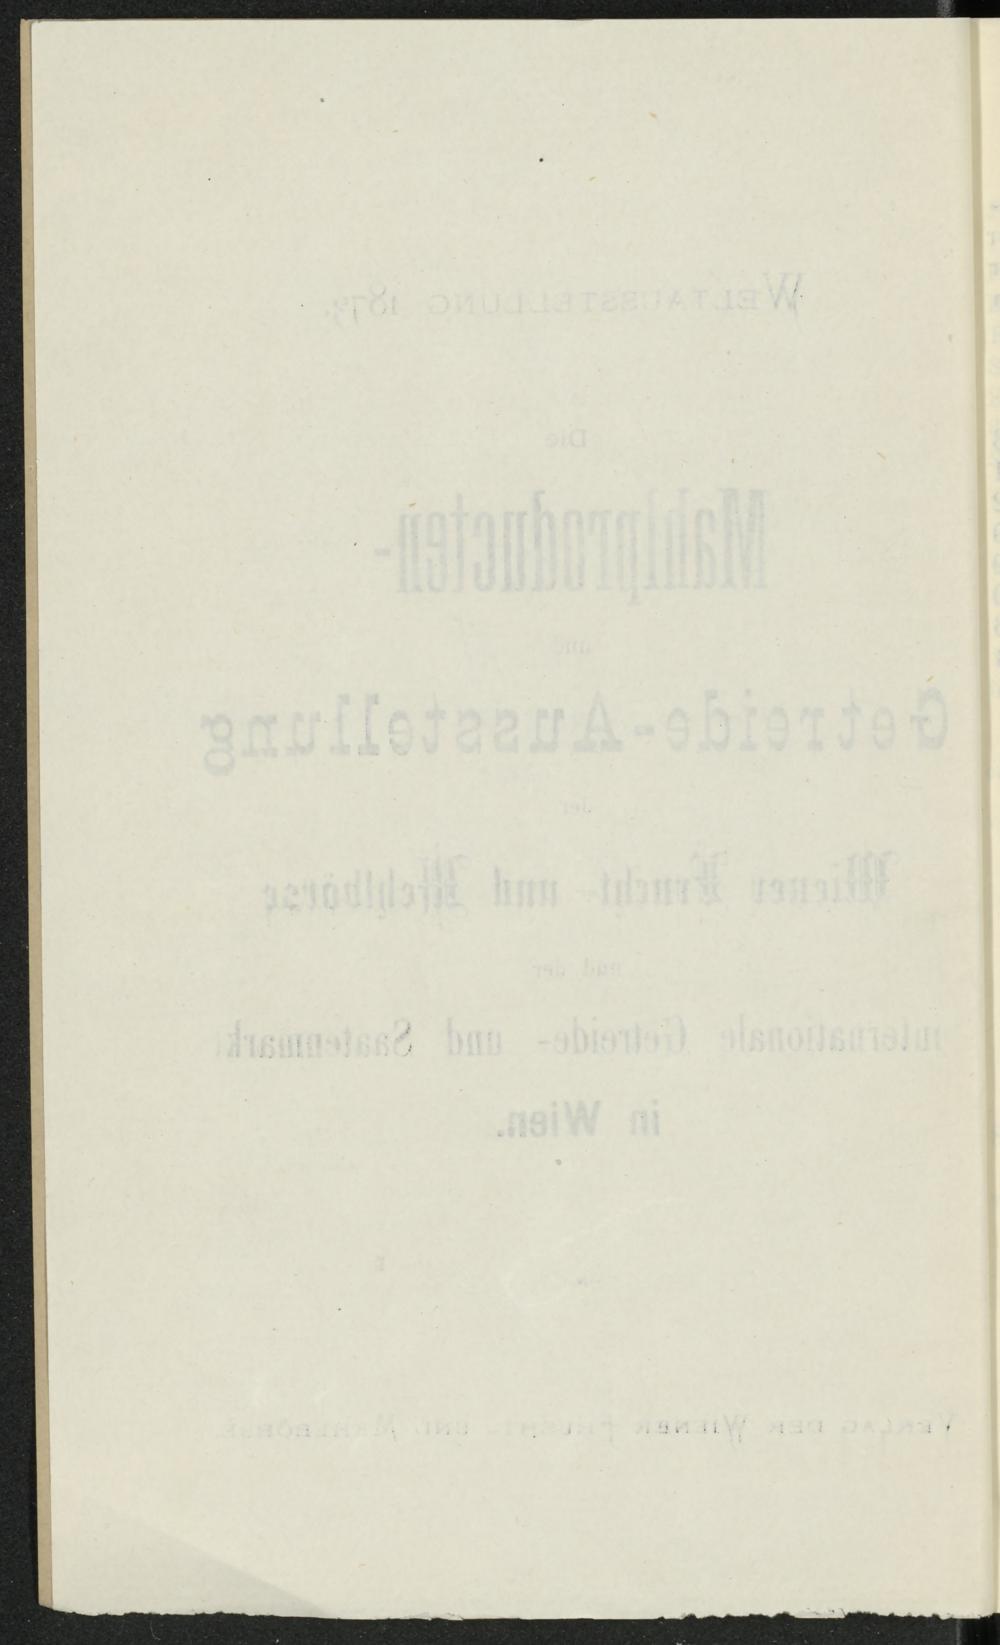 WELTAUSSTELLUNG 1873.
Die
Mahlproducten-
und
Getreide-Ausstellung
der
Wiener Frucht- und Mehlbörse
und der
internationale Getreide- und Saatenmarkt
in Wien.
VERLAG DER WIENER FRUCHT- UND MEHLBÖRSE.